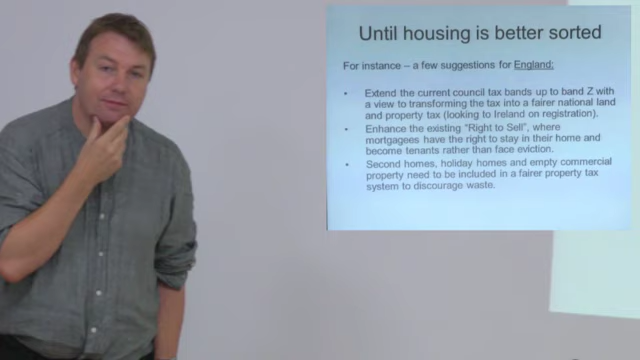 Until housing is better sorted
For instance – a few suggestions for England:
• Extend the current council tax bands up to band Z with
a view to transforming the tax into a fairer national land
and property tax (looking to Ireland on registration).
• Enhance the existing “Right to Sell”, where
mortgagees have the right to stay in their home and
become tenants rather than face eviction.
• Second homes, holiday homes and empty commercial
property need to be included in a fairer property tax
system to discourage waste.